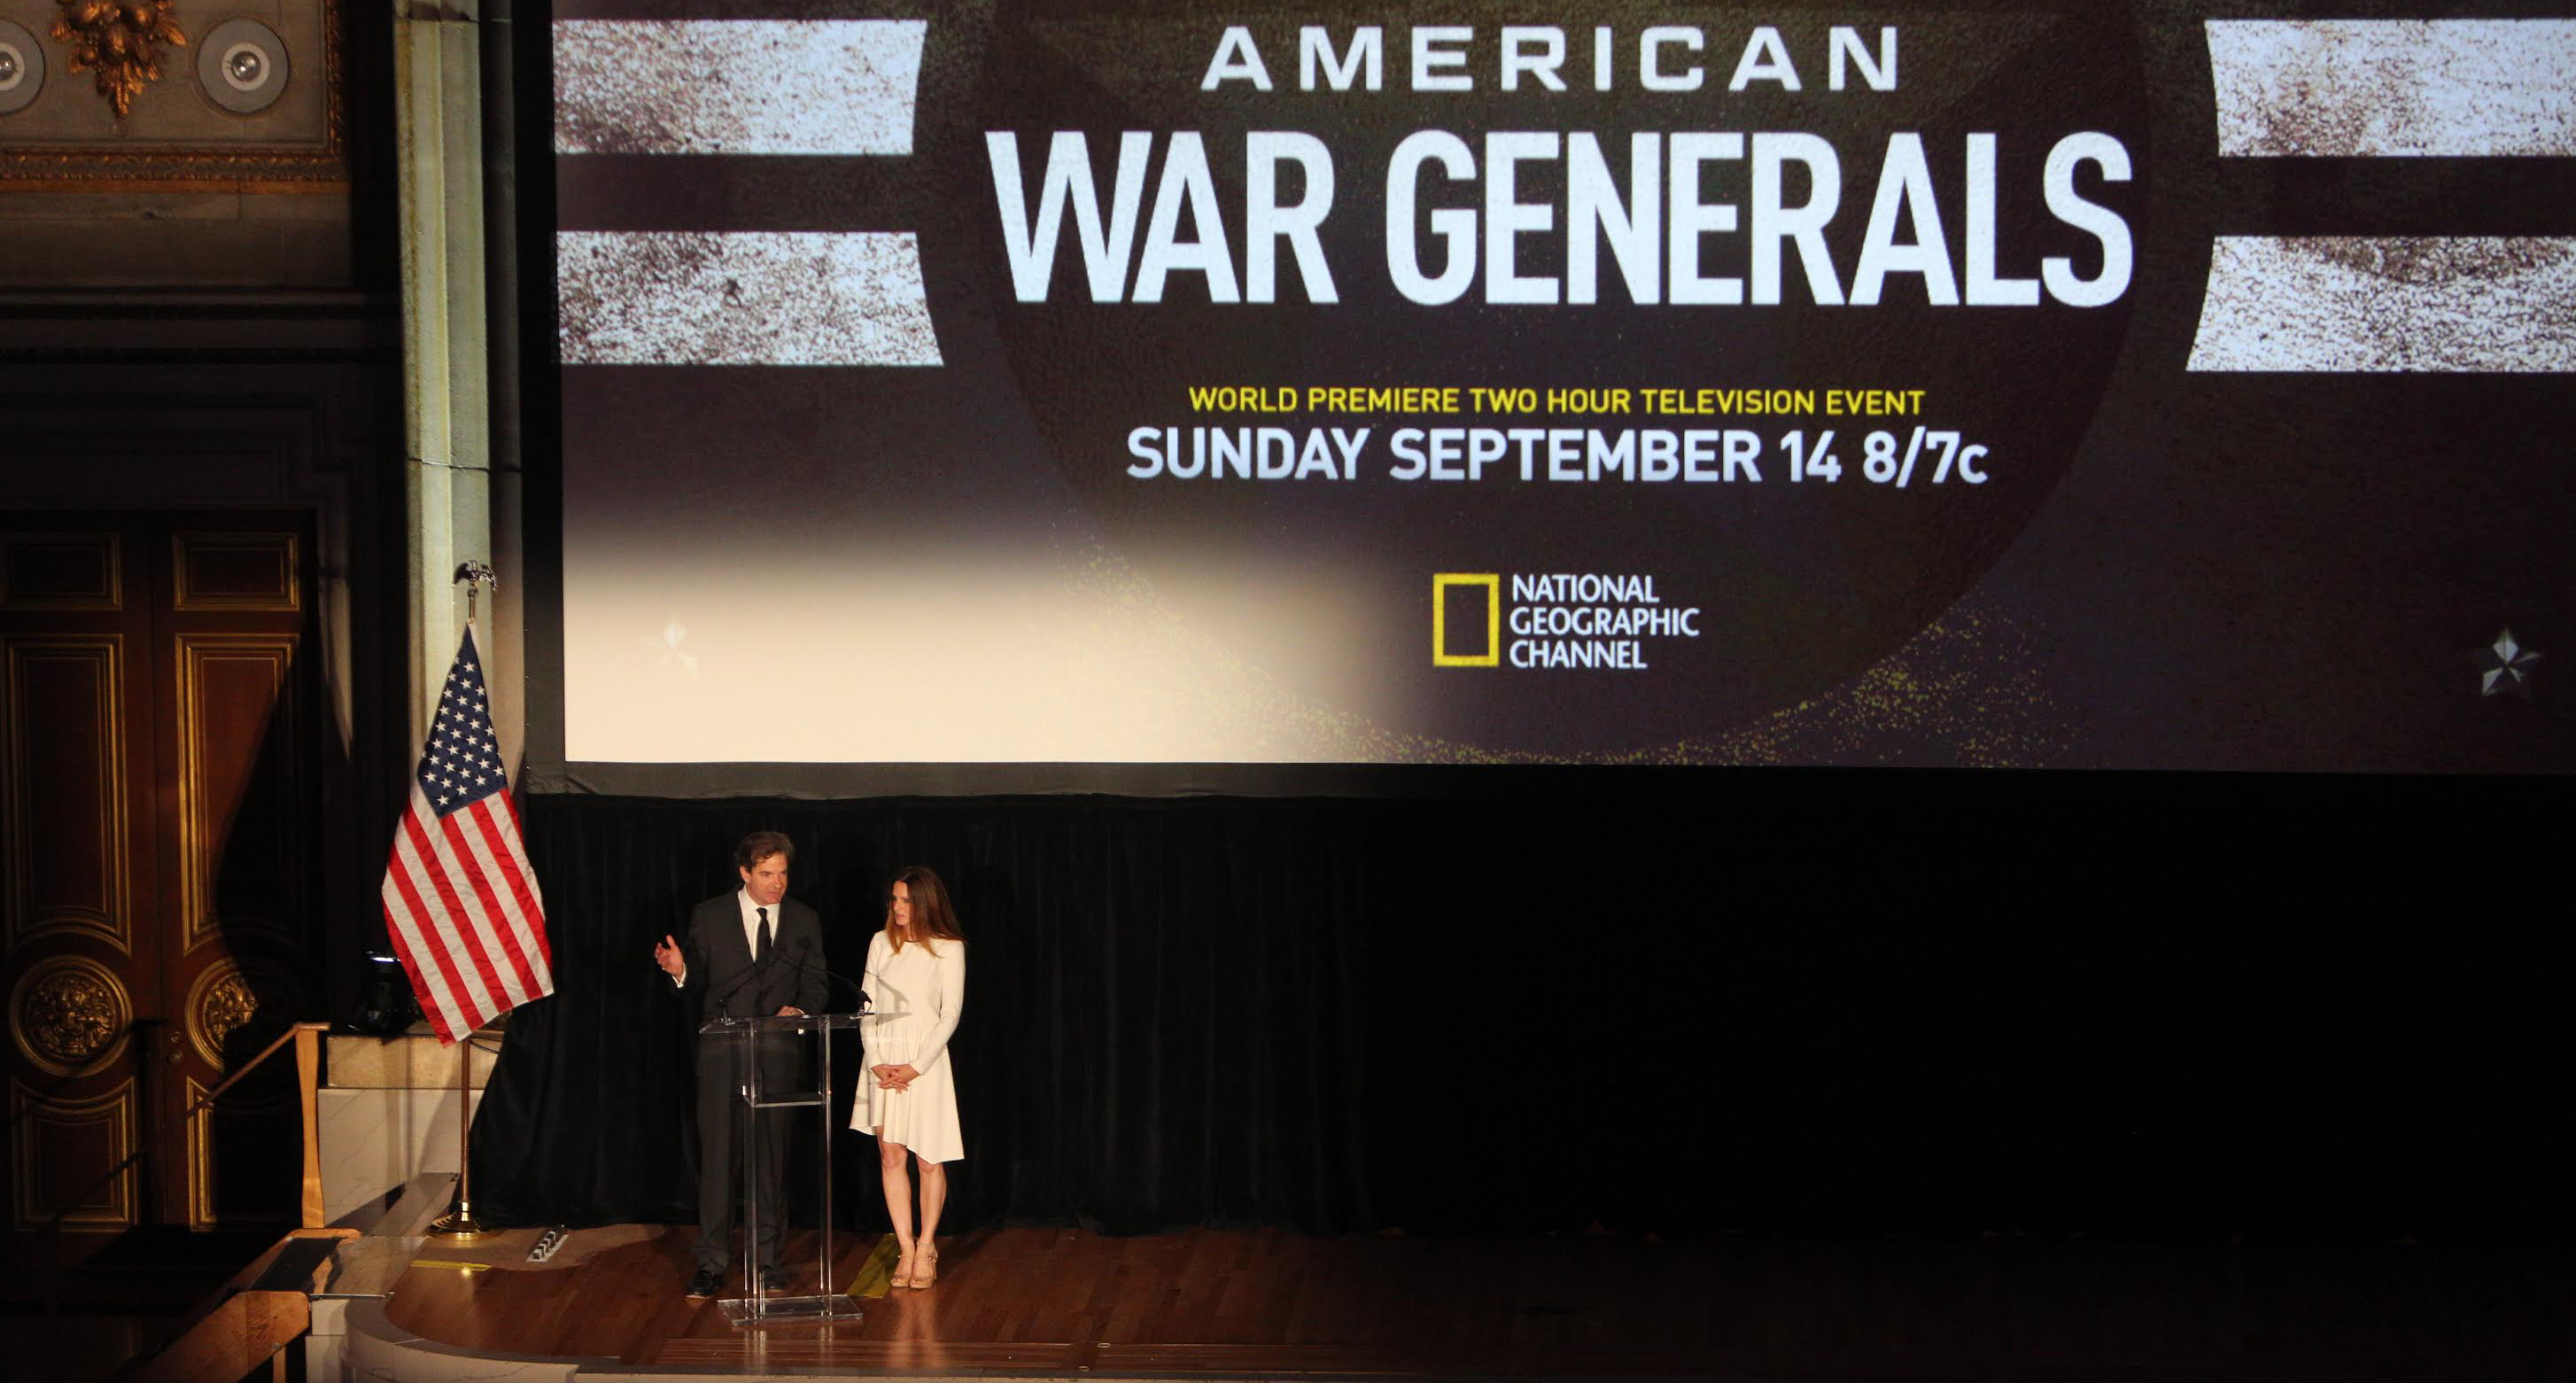 AMERICAN
WAR GENERALS
WORLD PREMIERE TWO HOUR TELEVISION EVENT
SUNDAY SEPTEMBER 14 8/7c
NATIONAL
GEOGRAPHIC
CHANNEL